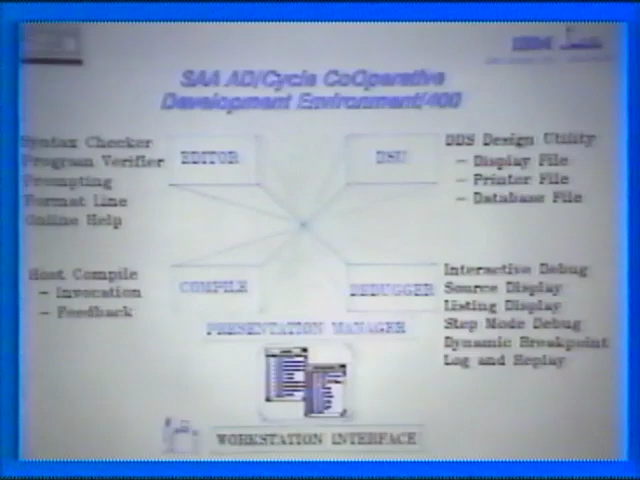 IBM
SAA AD/Cycle CoOperative
Development Environment/400
Syntax Checker
Program Verifier
Prompting
Format Line
Online Help
EDITOR
DSU
DDS Design Utility
- Display File
- Printer File
- Database File
Host Compile
- Invocation
- Feedback
COMPILE
DEBUGGER
Interactive Debug
Source Display
Listing Display
Step Mode Debug
Dynamic Breakpoint
Log and Replay
PRESENTATION MANAGER
WORKSTATION INTERFACE